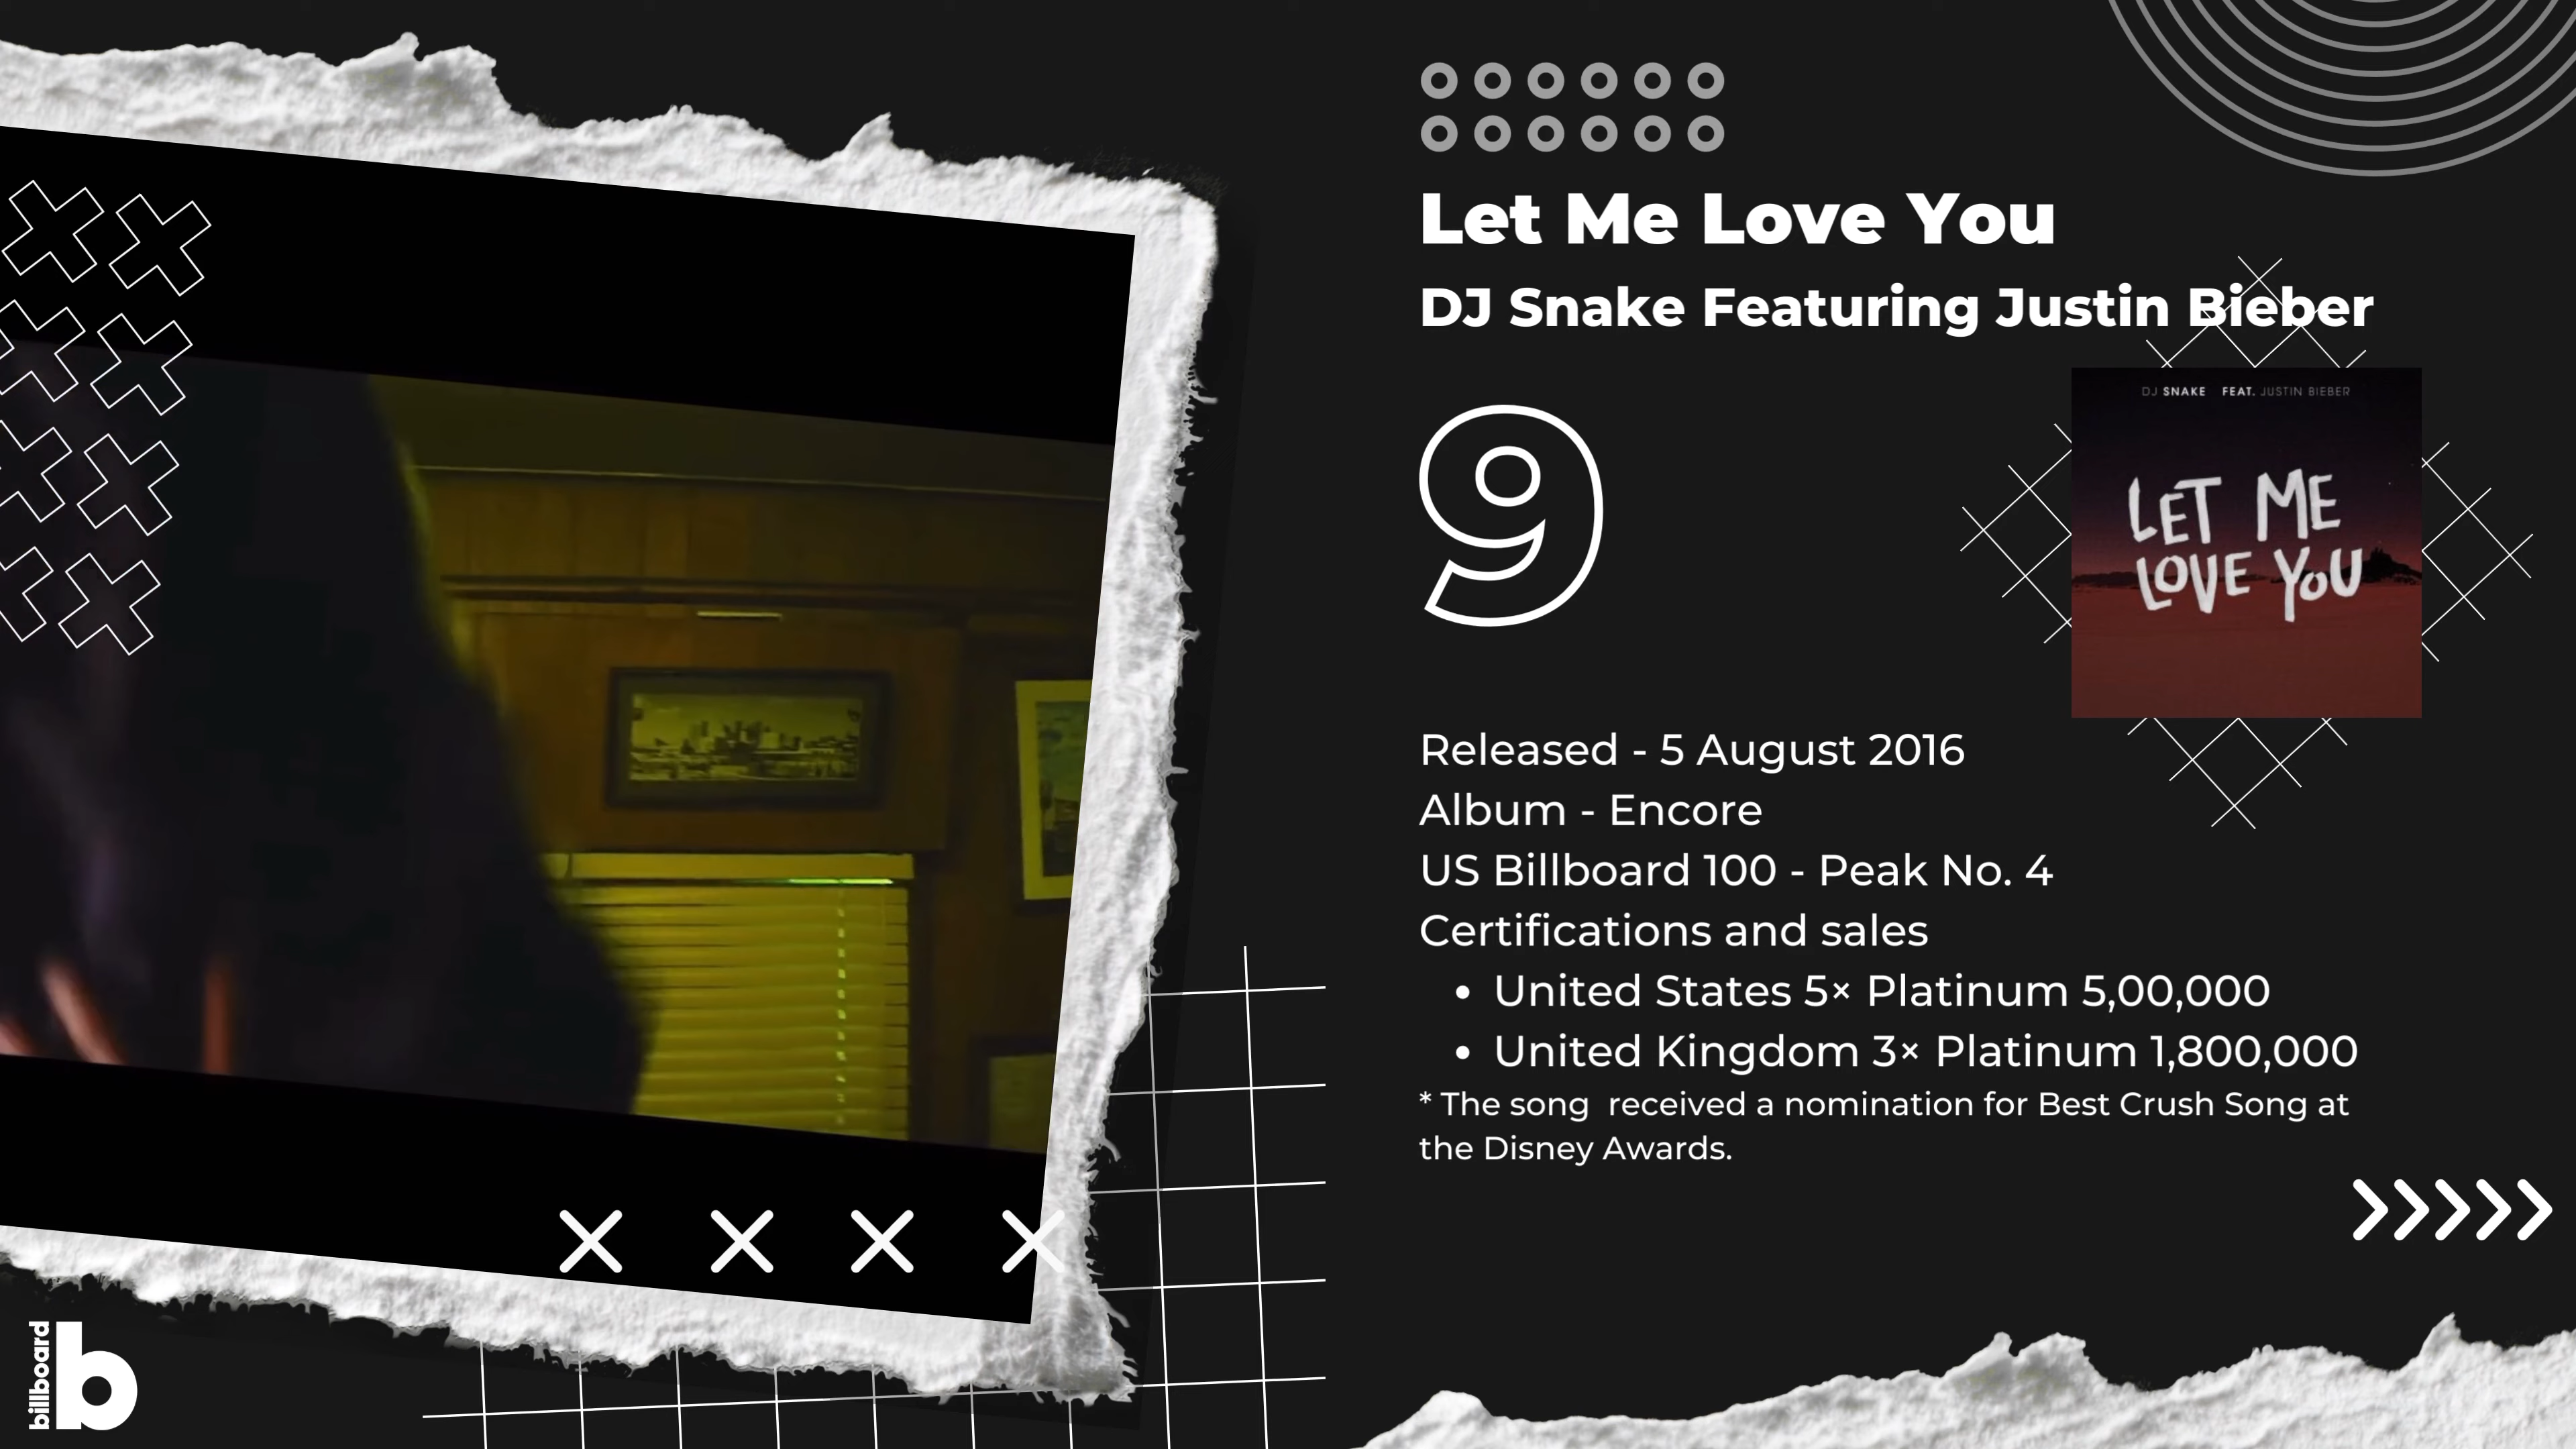 Let Me Love You
DJ Snake Featuring Justin Bieber
9
DJ SNAKE FEAT. JUSTIN BIEBER
LET ME
LOVE YOU
Released - 5 August 2016
Album - Encore
US Billboard 100 - Peak No. 4
Certifications and sales
• United States 5× Platinum 5,00,000
• United Kingdom 3× Platinum 1,800,000
* The song received a nomination for Best Crush Song at
the Disney Awards.
billboard
b